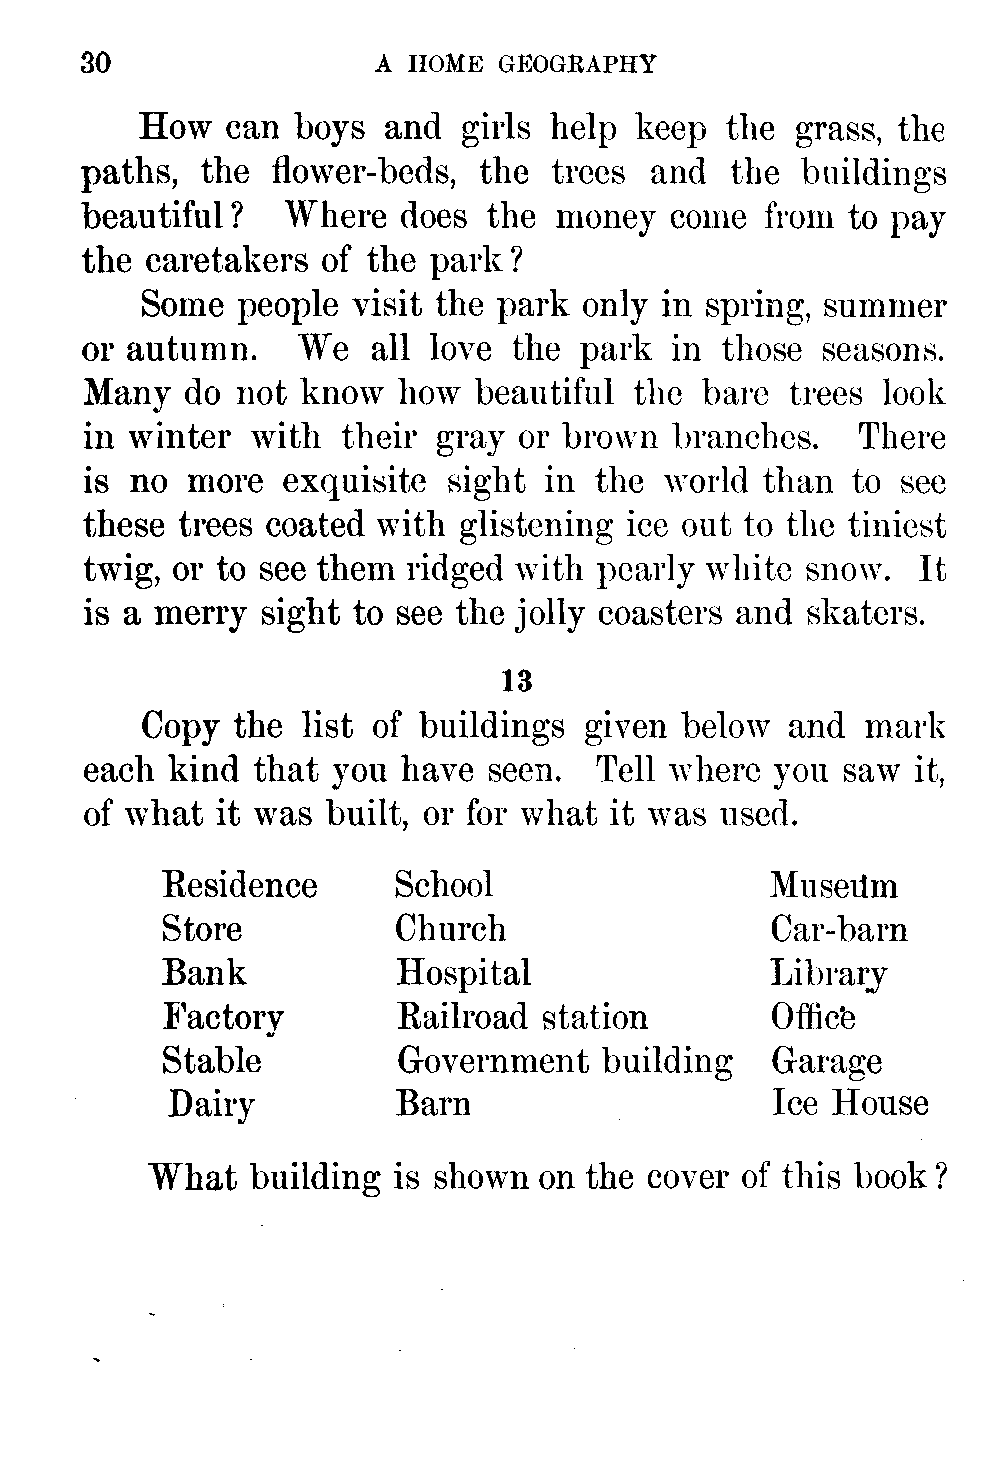 30 A HOME GEOGRAPHY
How can boys and girls help keep the grass, the
paths, the flower-beds, the trees and the buildings
beautiful? Where does the money come from to pay
the caretakers of the park?
Some people visit the park only in spring, summer
or autumn. We all love the park in those seasons.
Many do not know how beautiful the bare trees look
in winter with their gray or brown branches. There
is no more exquisite sight in the world than to see
these trees coated with glistening ice out to the tiniest
twig, or to see them ridged with pearly white snow. It
is a merry sight to see the jolly coasters and skaters.
13
Copy the list of buildings given below and mark
each kind that you have seen. Tell where you saw it,
of what it was built, or for what it was used.
Residence School Museum
Store Church Car-barn
Bank Hospital Library
Factory Railroad station Office
Stable Government building Garage
Dairy Barn Ice House
What building is shown on the cover of this book?